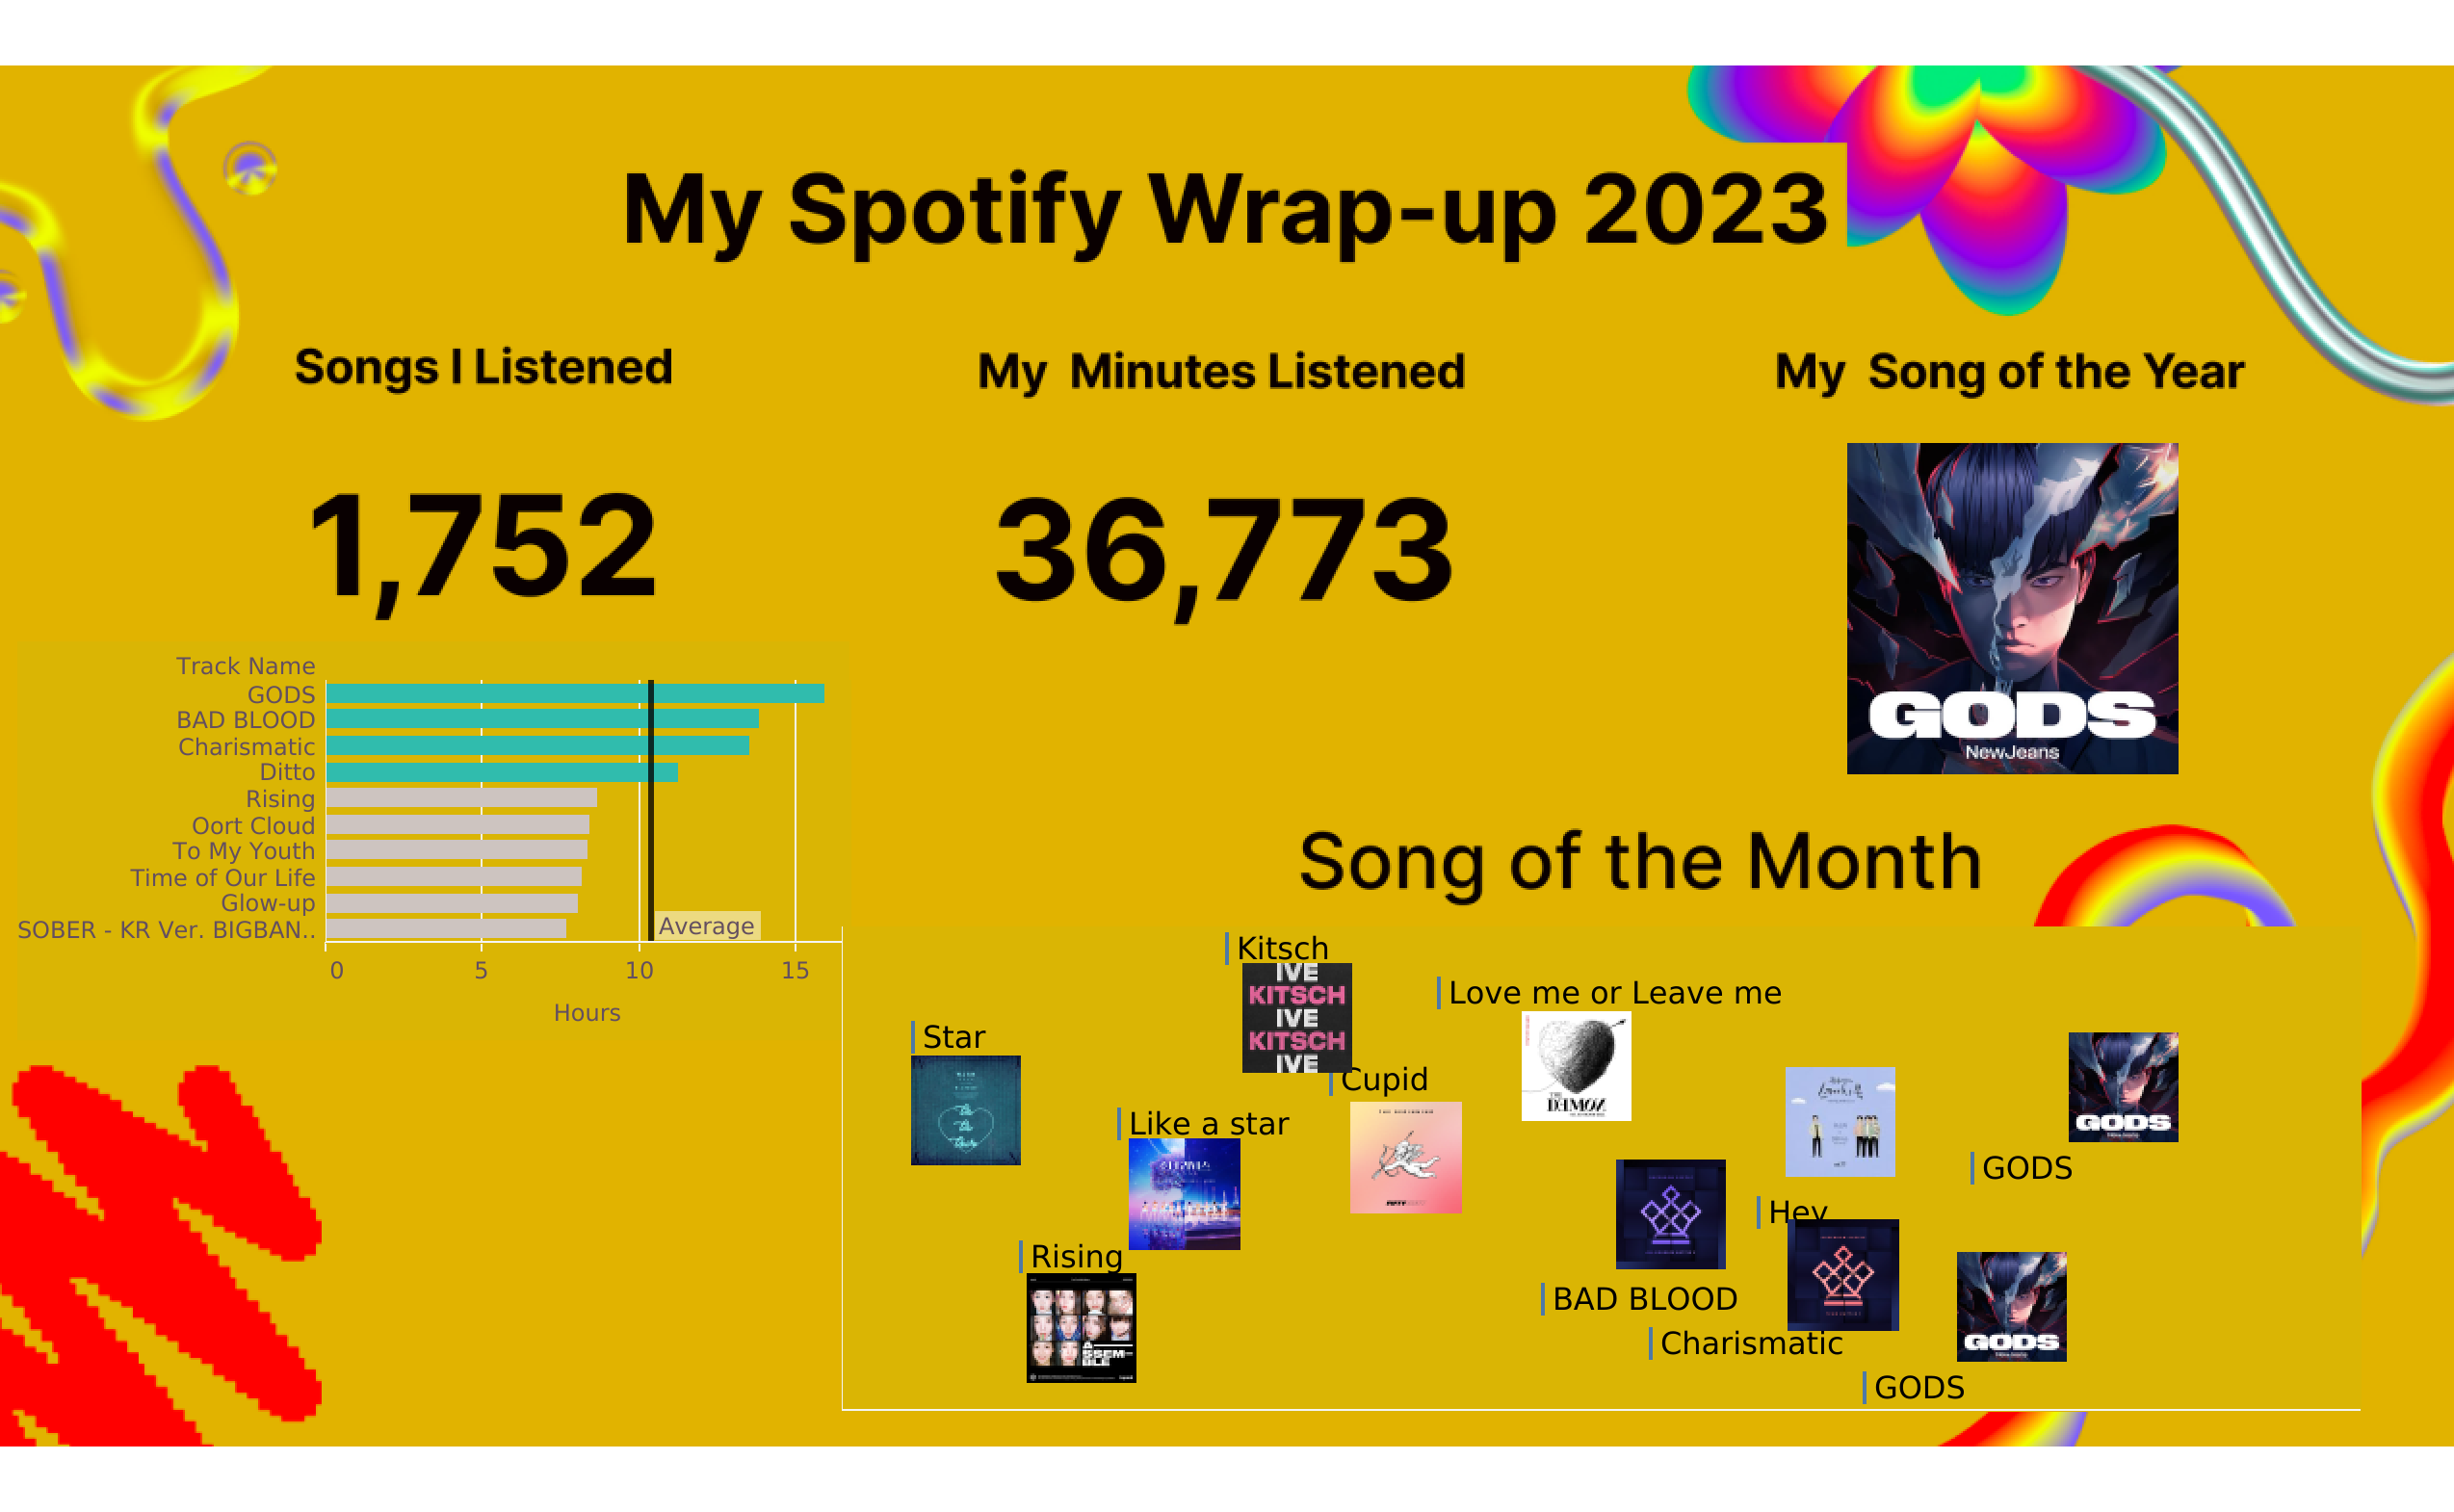 My Spotify Wrap-up 2023
Songs I Listened
My Minutes Listened
My Song of the Year
1,752
36,773
GODS
NewJeans
Track Name
GODS
BAD BLOOD
Charismatic
Ditto
Rising
Oort Cloud
To My Youth
Time of Our Life
Glow-up
SOBER - KR Ver. BIGBAN..
Average
0 5 10 15
Hours
Song of the Month
Kitsch
IVE
KITSCH
IVE
KITSCH
IVE
Love me or Leave me
Star
Cupid
Like a star
GODS
GODS
Hey
Rising
BAD BLOOD
Charismatic
GODS
GODS